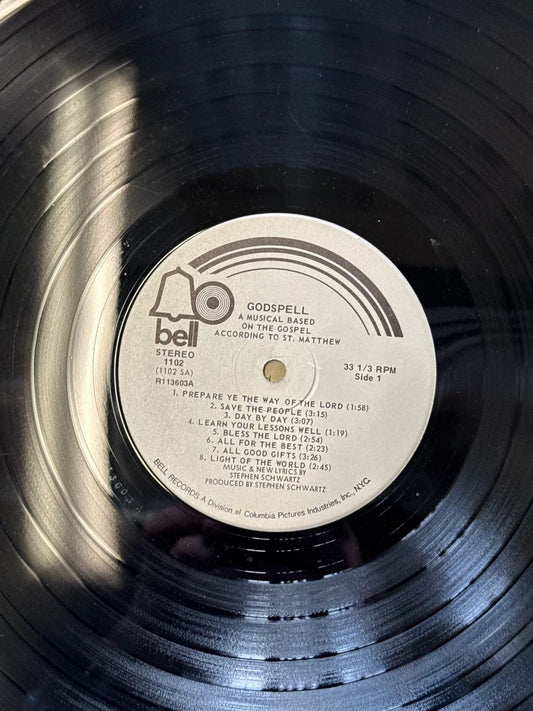 GODSPELL
A MUSICAL BASED
ON THE GOSPEL
ACCORDING TO ST. MATTHEW
bell
STEREO
1102
(1102 SA)
R113603A
33 1/3 RPM
Side 1
1. PREPARE YE THE WAY OF THE LORD (1:58)
2. SAVE THE PEOPLE (3:15)
3. DAY BY DAY (3:07)
4. LEARN YOUR LESSONS WELL (1:19)
5. BLESS THE LORD (2:54)
6. ALL FOR THE BEST (2:23)
7. ALL GOOD GIFTS (3:26)
8. LIGHT OF THE WORLD (2:45)
MUSIC & NEW LYRICS BY
STEPHEN SCHWARTZ
PRODUCED BY STEPHEN SCHWARTZ
BELL RECORDS A Division of Columbia Pictures Industries, Inc., N.Y.C.